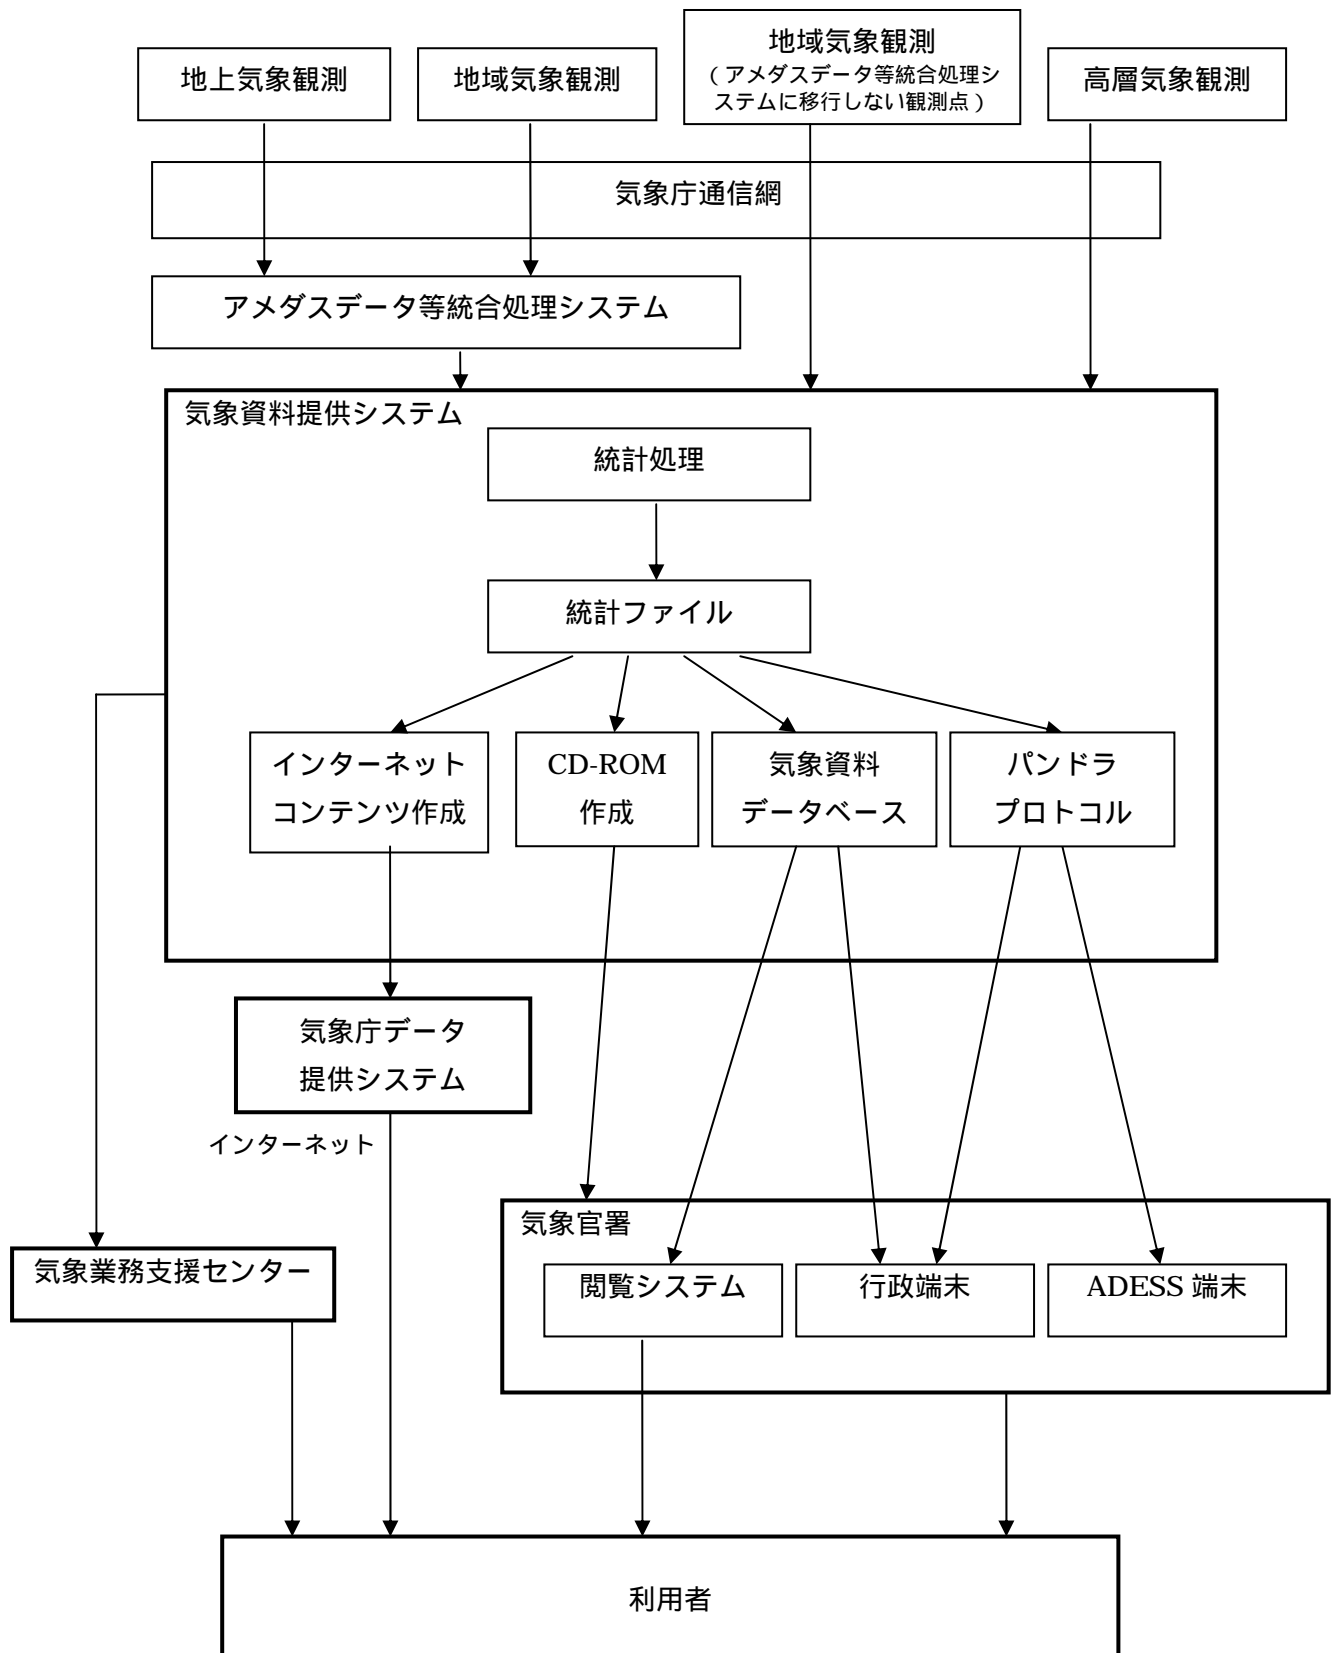 地上気象観測
地域気象観測
地域気象観測
（アメダスデータ等統合処理シ
ステムに移行しない観測点）
高層気象観測
気象庁通信網
アメダスデータ等統合処理システム
気象資料提供システム
統計処理
統計ファイル
インターネット
コンテンツ作成
CD-ROM
作成
気象資料
データベース
パンドラ
プロトコル
気象庁データ
提供システム
インターネット
気象官署
気象業務支援センター
閲覧システム
行政端末
ADESS 端末
利用者